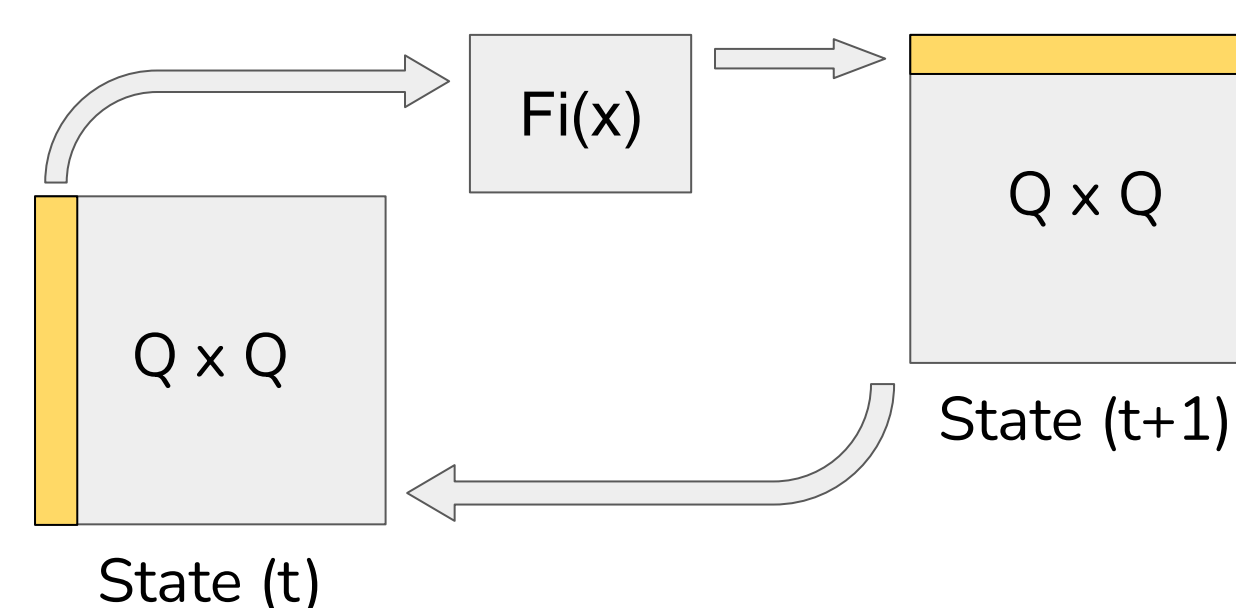 Fi(x)
Q x Q
State (t+1)
Q x Q
State (t)